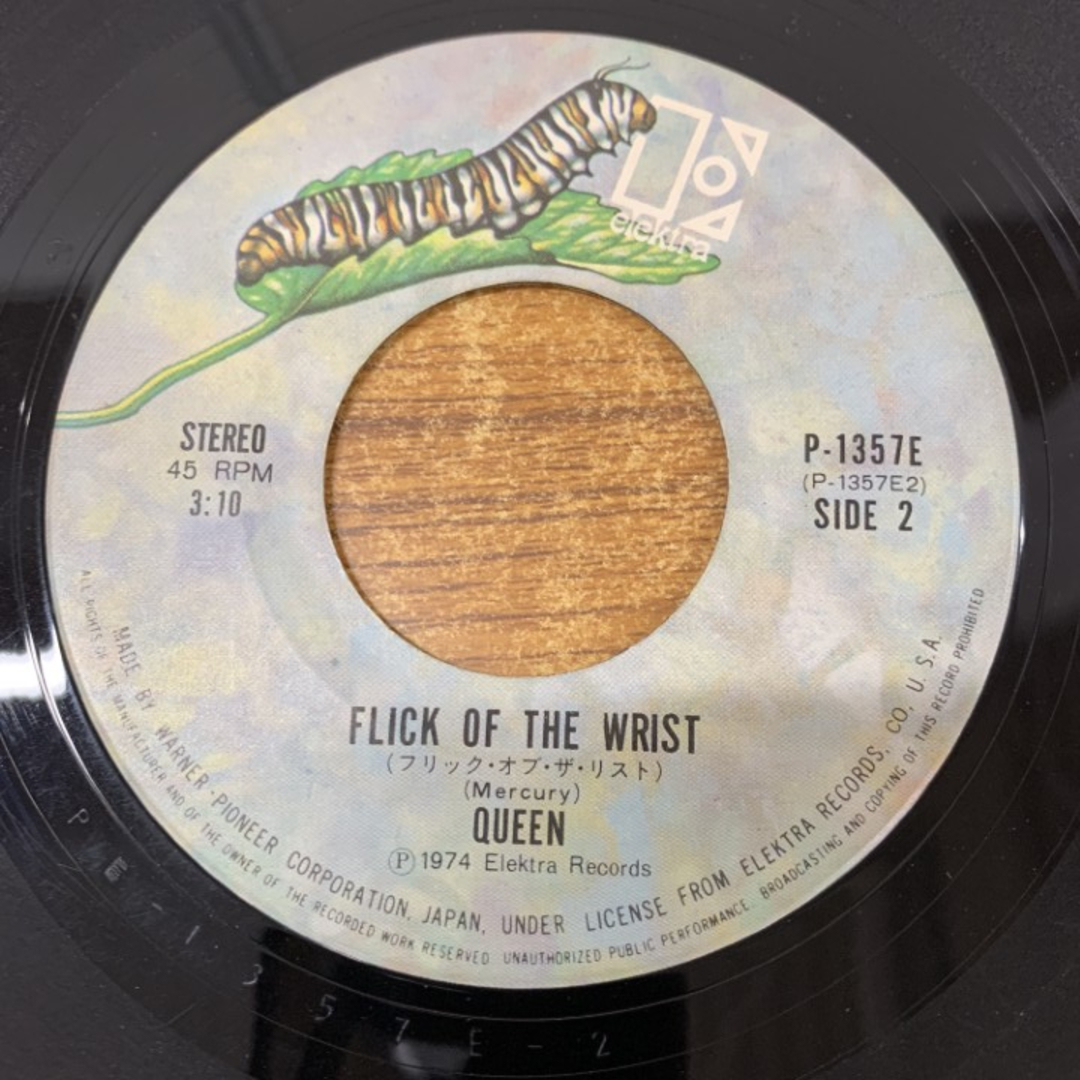 elektra
STEREO
45 RPM
3:10
P-1357E
(P-1357E2)
SIDE 2
FLICK OF THE WRIST
(フリック・オブ・ザ・リスト)
(Mercury)
QUEEN
Ⓟ1974 Elektra Records
MADE BY WARNER-PIONEER CORPORATION, JAPAN, UNDER LICENSE FROM ELEKTRA RECORDS, CO, U.S.A.
ALL RIGHTS OF THE MANUFACTURER AND OF THE OWNER OF THE RECORDED WORK RESERVED UNAUTHORIZED PUBLIC PERFORMANCE BROADCASTING AND COPYING OF THIS RECORD PROHIBITED
P 1357E-2